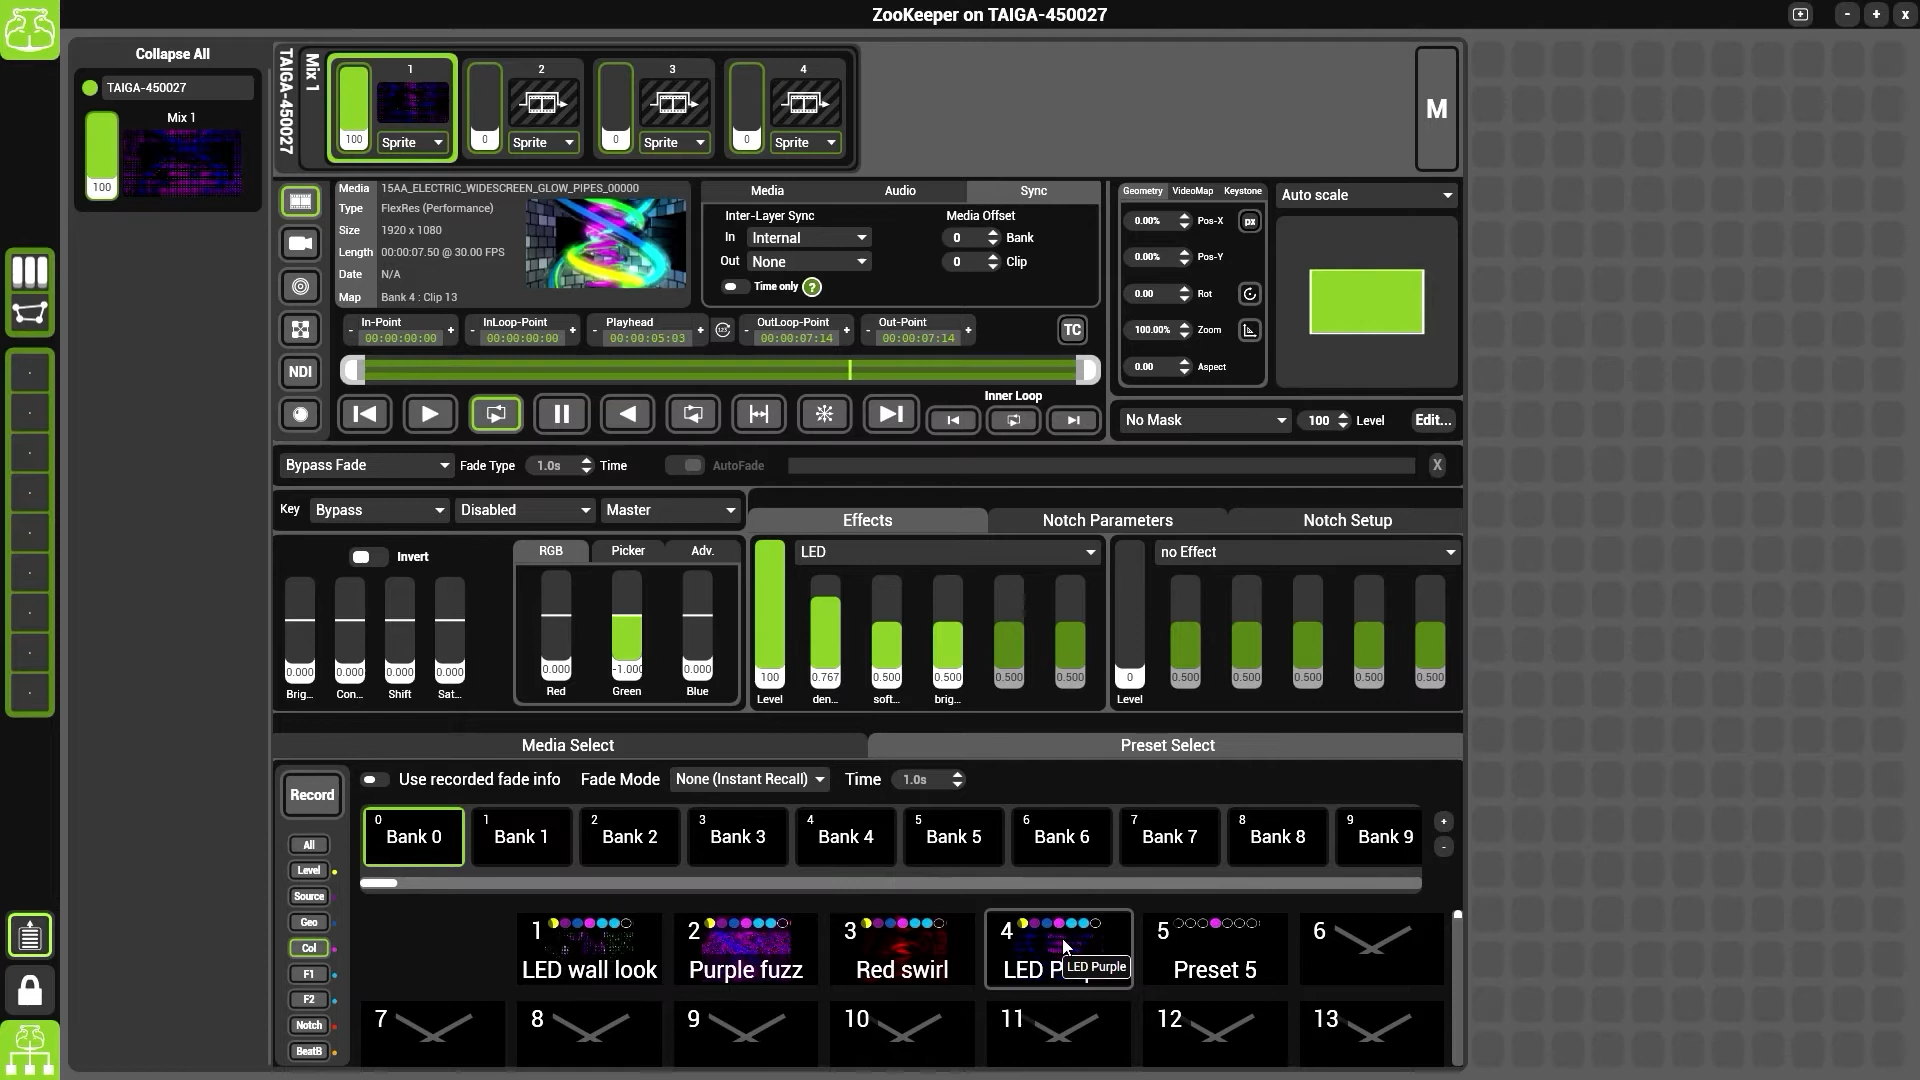 ZooKeeper on TAIGA-450027
- + x
Collapse All
TAIGA-450027
Mix 1
100
TAIGA-450027
Mix 1
1 2 3 4
100 0 0 0
Sprite Sprite Sprite Sprite
M
Media 15AA_ELECTRIC_WIDESCREEN_GLOW_PIPES_00000
Type FlexRes (Performance)
Size 1920 x 1080
Length 00:00:07.50 @ 30.00 FPS
Date N/A
Map Bank 4 : Clip 13
Media Audio Sync
Inter-Layer Sync Media Offset
In Internal 0 Bank
Out None 0 Clip
Time only ?
Geometry VideoMap Keystone
0.00% Pos-X px
0.00% Pos-Y
0.00 Rot
100.00% Zoom
0.00 Aspect
Auto scale
NDI
In-Point InLoop-Point Playhead OutLoop-Point Out-Point
- 00:00:00:00 + - 00:00:00:00 + - 00:00:05:03 + 123 - 00:00:07:14 + - 00:00:07:14 +
TC
Inner Loop
No Mask 100 Level Edit...
Bypass Fade Fade Type 1.0s Time AutoFade X
Key Bypass Disabled Master
Effects Notch Parameters Notch Setup
Invert
RGB Picker Adv.
LED no Effect
0.000 0.000 0.000 0.000
Brig... Con... Shift Sat...
0.000 -1.000 0.000
Red Green Blue
100 0.767 0.500 0.500 0.500 0.500
Level den... soft... brig...
0 0.500 0.500 0.500 0.500 0.500
Level
Media Select Preset Select
Record
Use recorded fade info Fade Mode None (Instant Recall) Time 1.0s
0 Bank 0 1 Bank 1 2 Bank 2 3 Bank 3 4 Bank 4 5 Bank 5 6 Bank 6 7 Bank 7 8 Bank 8 9 Bank 9
+
-
All
Level
Source
Geo
Col
F1
F2
Notch
BeatB
1 2 3 4 5 6
LED wall look Purple fuzz Red swirl LED P Preset 5
LED Purple
7 8 9 10 11 12 13